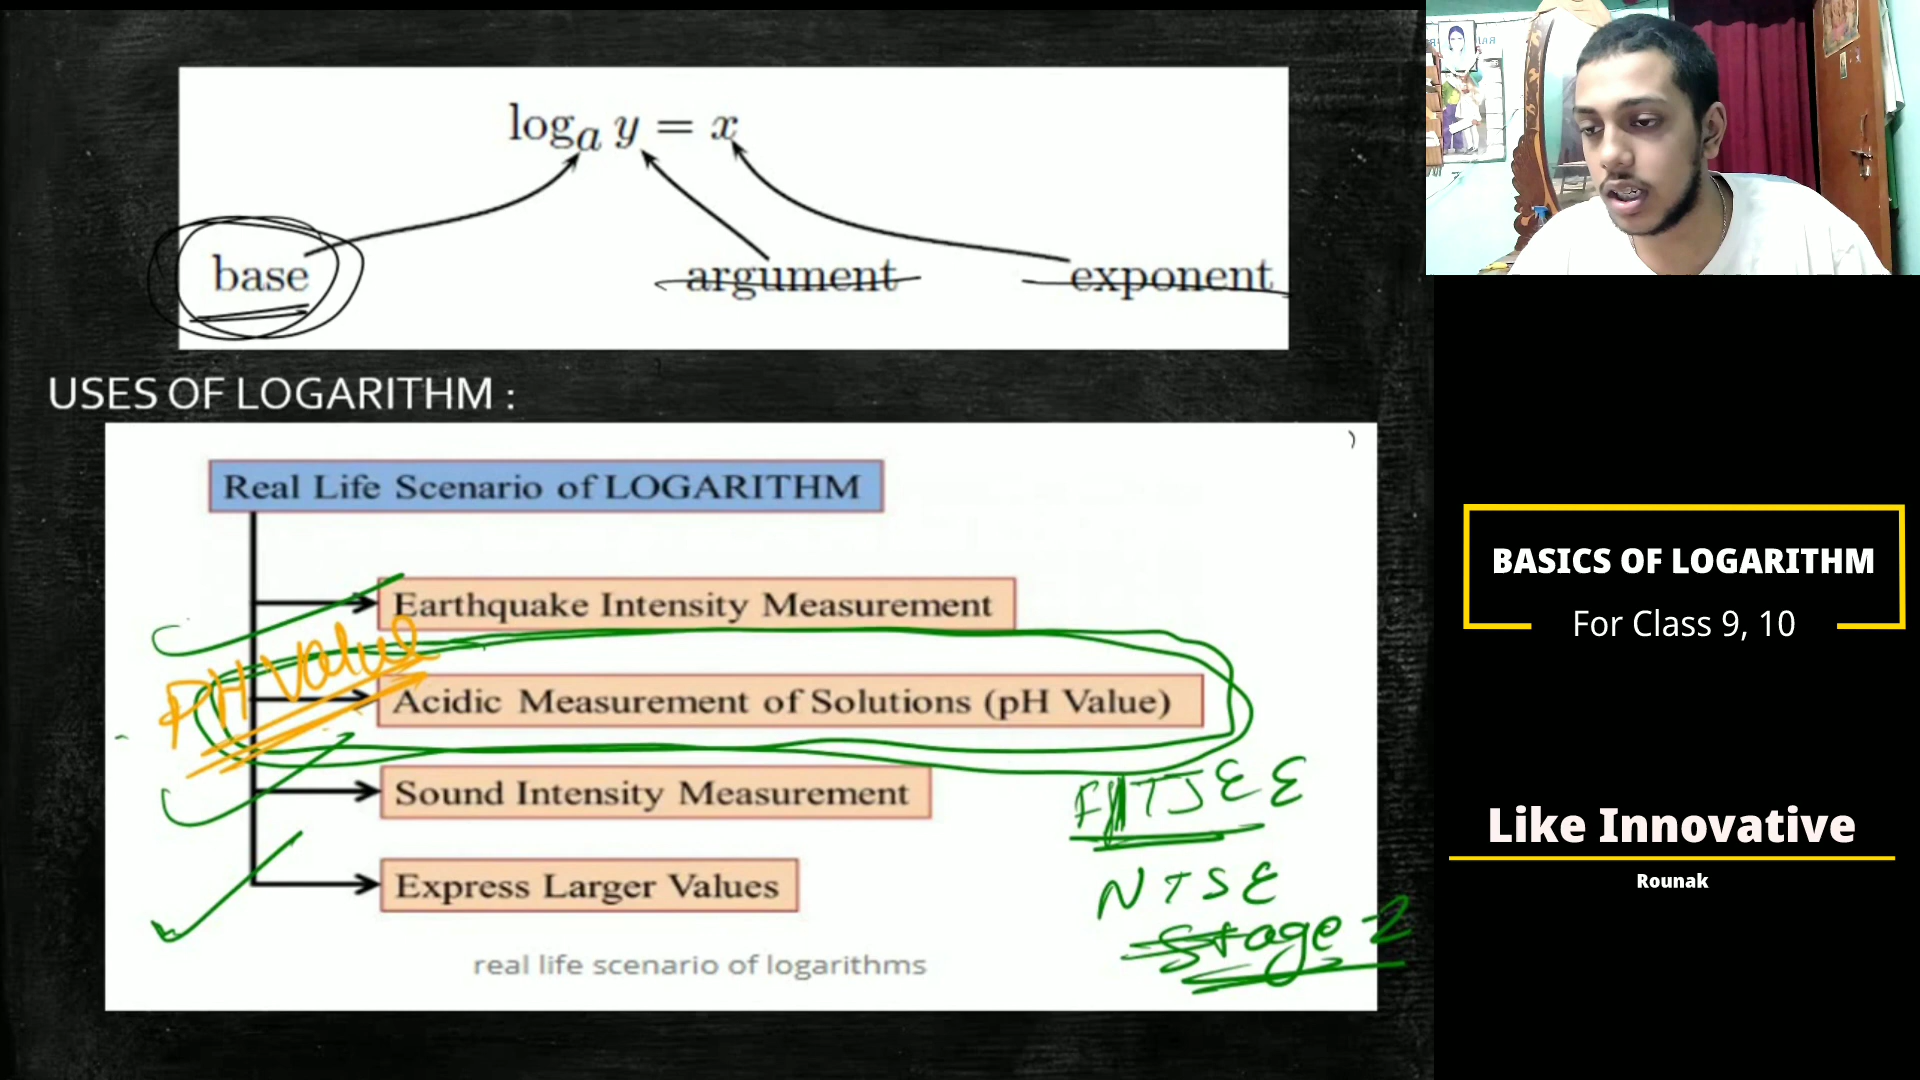 log_a y = x
base argument exponent
USES OF LOGARITHM :
Real Life Scenario of LOGARITHM
Earthquake Intensity Measurement
PH value
Acidic Measurement of Solutions (pH Value)
Sound Intensity Measurement
FIITJEE
Express Larger Values
NTSE
Stage 2
real life scenario of logarithms
BASICS OF LOGARITHM
For Class 9, 10
Like Innovative
Rounak